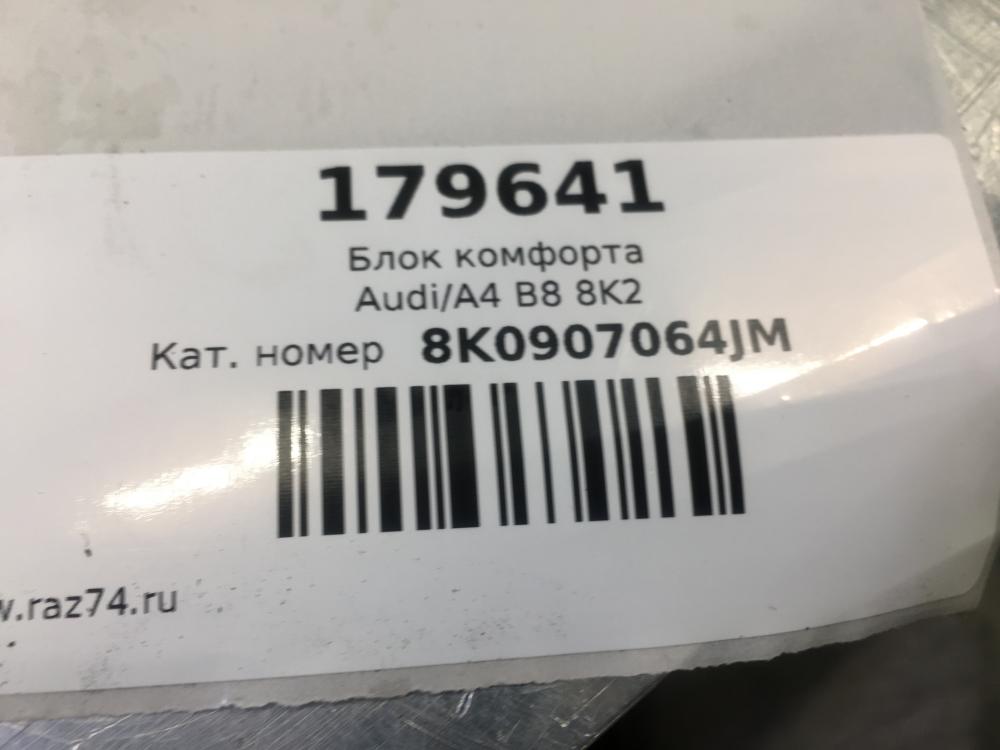 179641
Блок комфорта
Audi/A4 B8 8K2
Кат. номер 8K0907064JM
w.raz74.ru